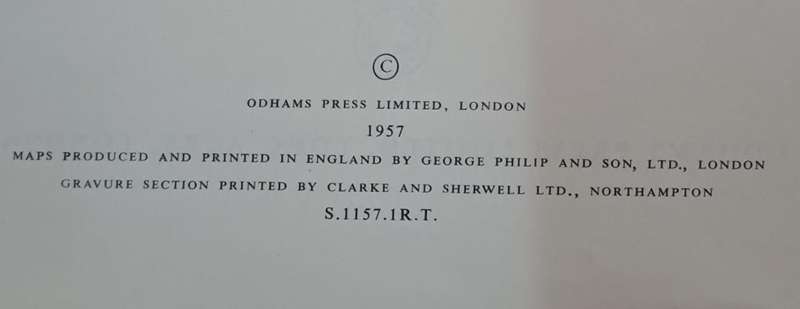 ©
ODHAMS PRESS LIMITED, LONDON
1957
MAPS PRODUCED AND PRINTED IN ENGLAND BY GEORGE PHILIP AND SON, LTD., LONDON
GRAVURE SECTION PRINTED BY CLARKE AND SHERWELL LTD., NORTHAMPTON
S.1157.1R.T.